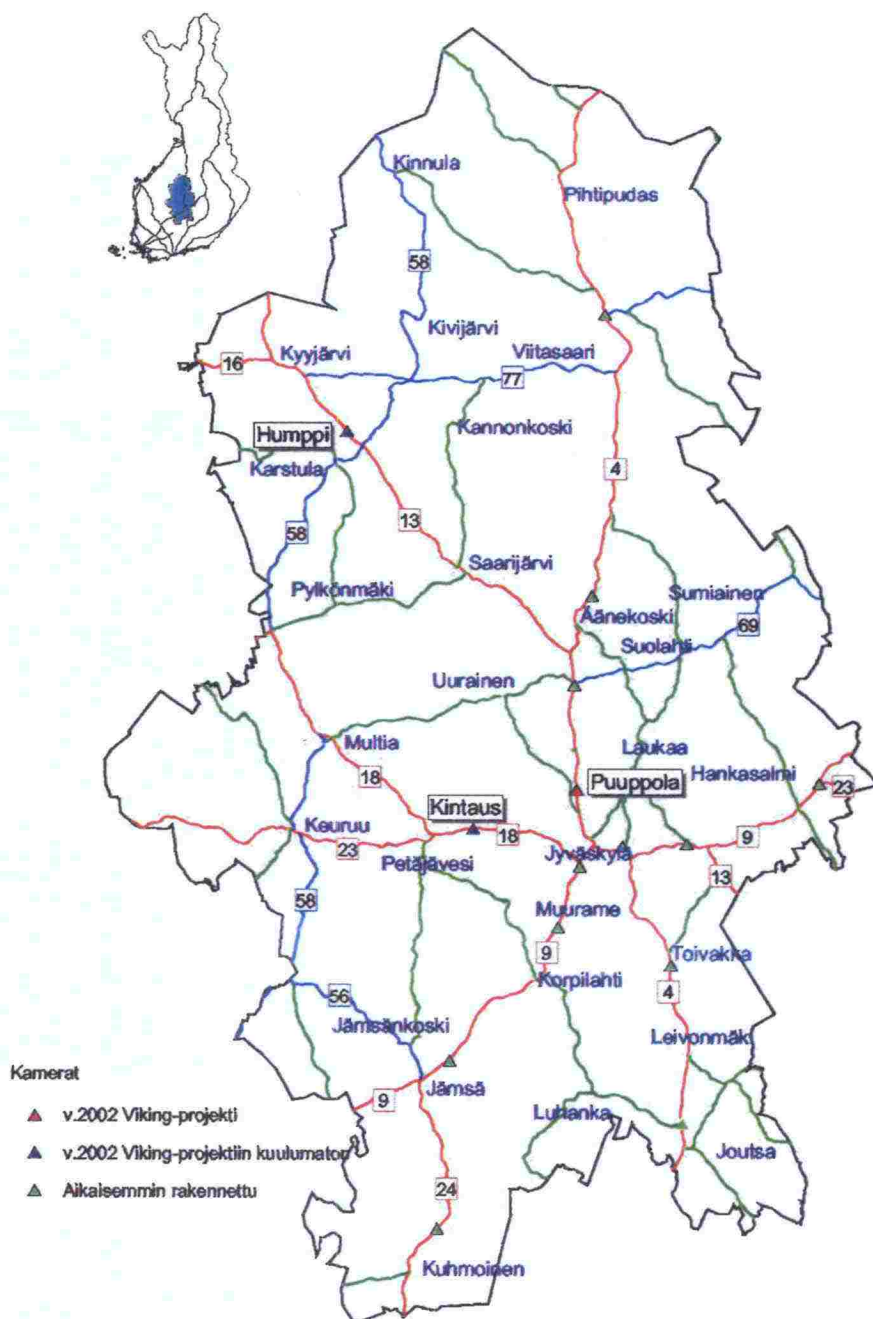 Kinnula
Pihtipudas
58
Kivijärvi
Kyyjärvi
Viitasaari
16
77
Humppi
Kannonkoski
Karstula
4
58
13
Saarijärvi
Pylkönmäki
Sumiainen
Äänekoski
69
Suolahti
Uurainen
Multia
Laukaa
18
Puuppola
Hankasalmi
23
Kintaus
Keuruu
18
9
23
Petäjävesi
Jyväskylä
13
58
Muurame
9
Toivakka
Korpilahti
4
56
Jämsänkoski
Leivonmäk
Kamerat
Jämsä
9
v.2002 Viking-projekti
Luhanka
v.2002 Viking-projektiin kuulumaton
Joutsa
Aikaisemmin rakennettu
24
Kuhmoinen